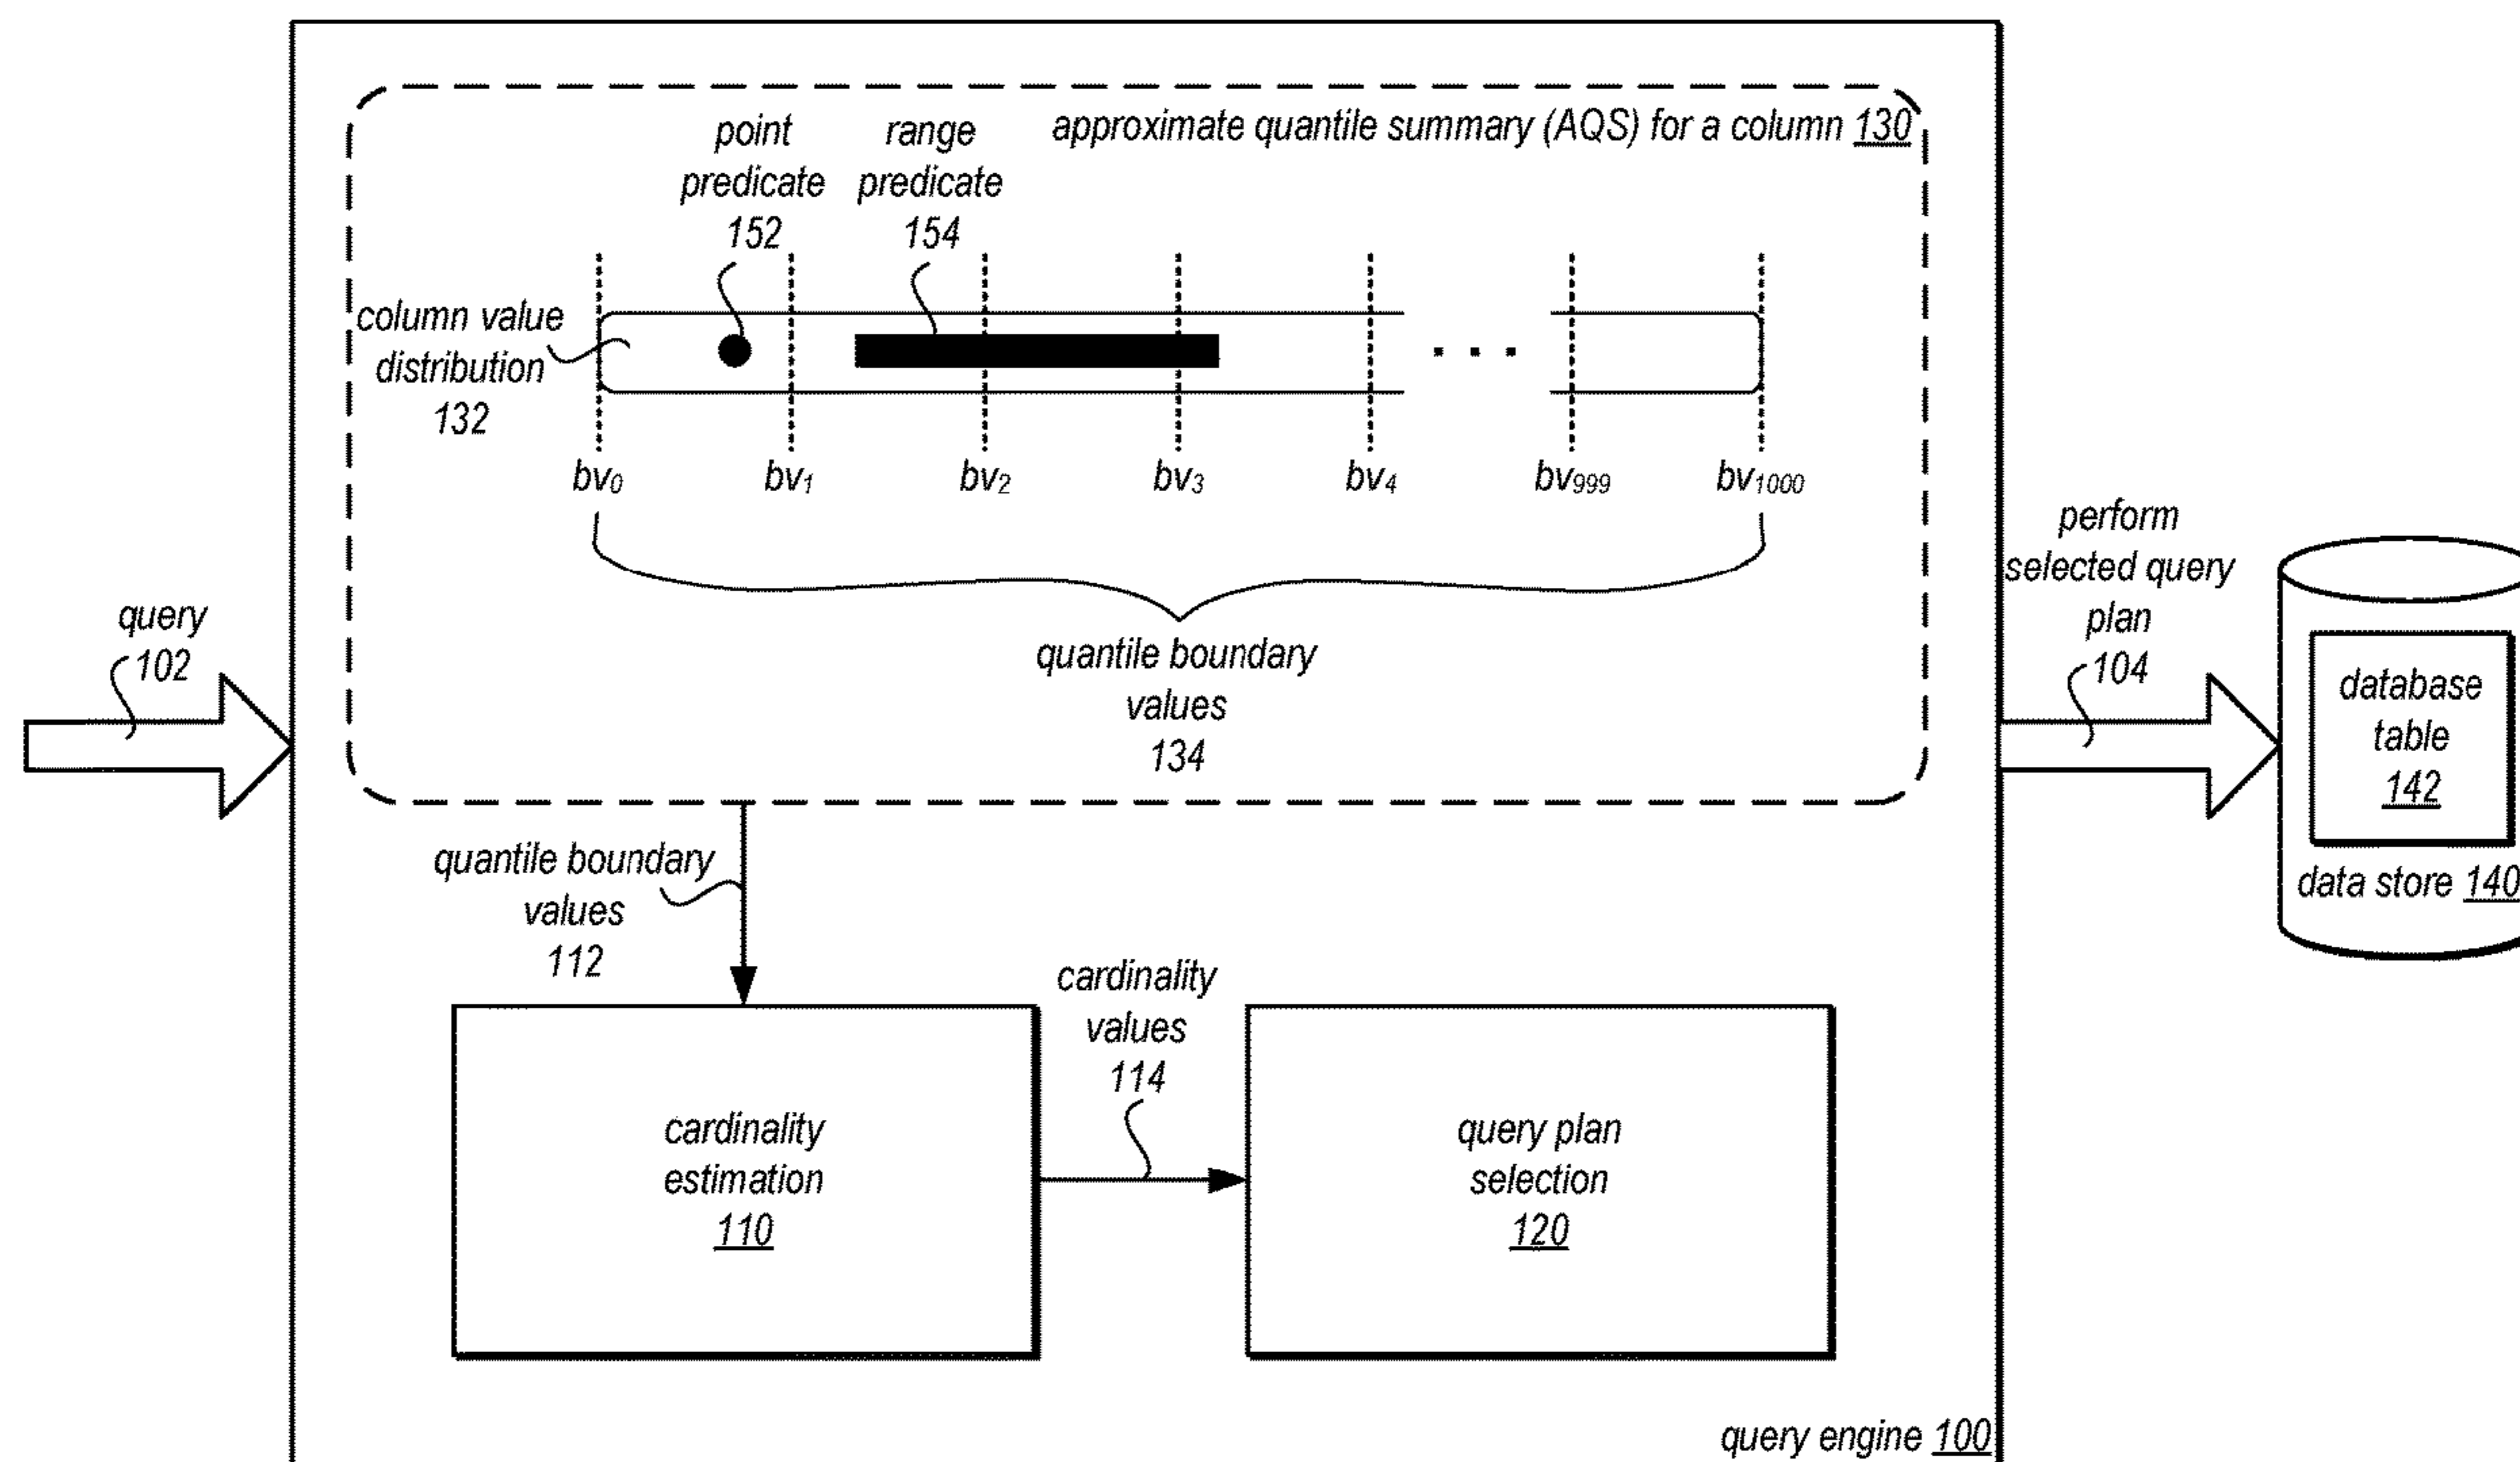 approximate quantile summary (AQS) for a column 130
point
predicate
152
range
predicate
154
column value
distribution
132
bv0
bv1
bv2
bv3
bv4
. . .
bv999
bv1000
quantile boundary
values
134
query
102
perform
selected query
plan
104
database
table
142
data store 140
quantile boundary
values
112
cardinality
values
114
cardinality
estimation
110
query plan
selection
120
query engine 100